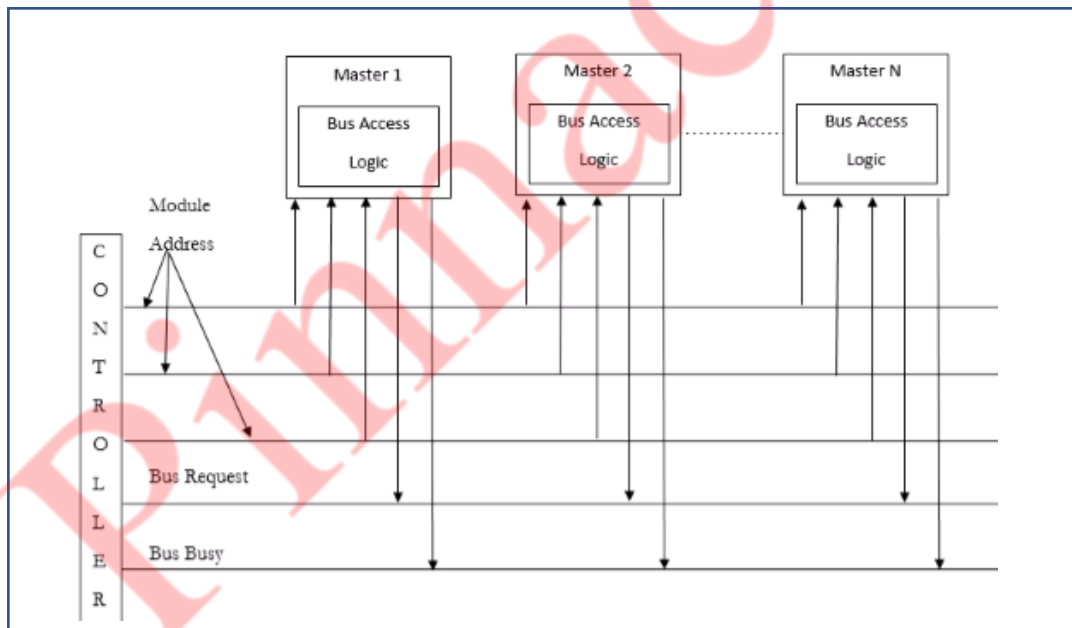 Master 1
Bus Access
Logic
Master 2
Bus Access
Logic
Master N
Bus Access
Logic
Module
Address
C
O
N
T
R
O
L
L
E
R
Bus Request
Bus Busy
Pinnac